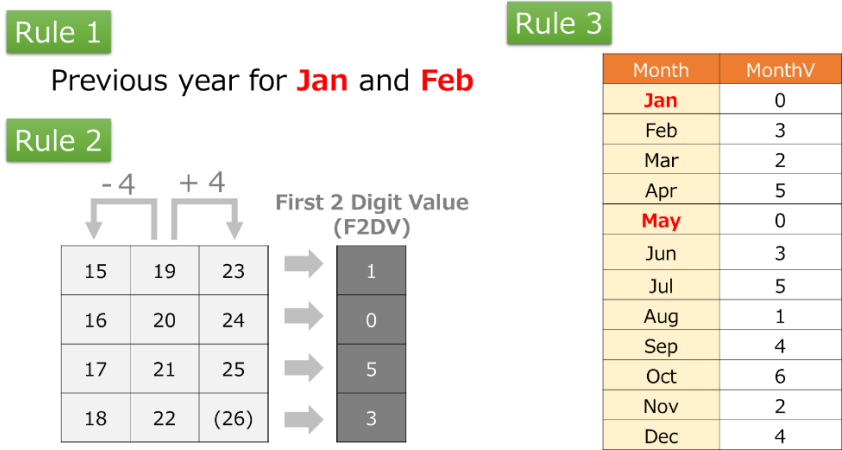 Rule 1
Previous year for Jan and Feb
Rule 2
- 4 + 4
First 2 Digit Value
(F2DV)
15 19 23 1
16 20 24 0
17 21 25 5
18 22 (26) 3
Rule 3
Month MonthV
Jan 0
Feb 3
Mar 2
Apr 5
May 0
Jun 3
Jul 5
Aug 1
Sep 4
Oct 6
Nov 2
Dec 4